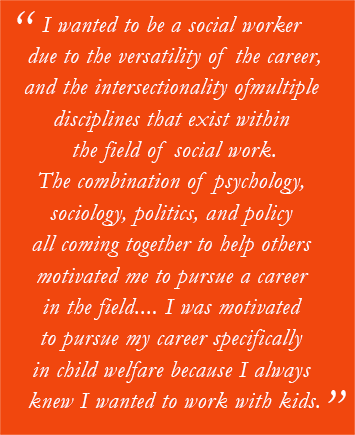 “ I wanted to be a social worker
due to the versatility of the career,
and the intersectionality ofmultiple
disciplines that exist within
the field of social work.
The combination of psychology,
sociology, politics, and policy
all coming together to help others
motivated me to pursue a career
in the field.... I was motivated
to pursue my career specifically
in child welfare because I always
knew I wanted to work with kids. ”